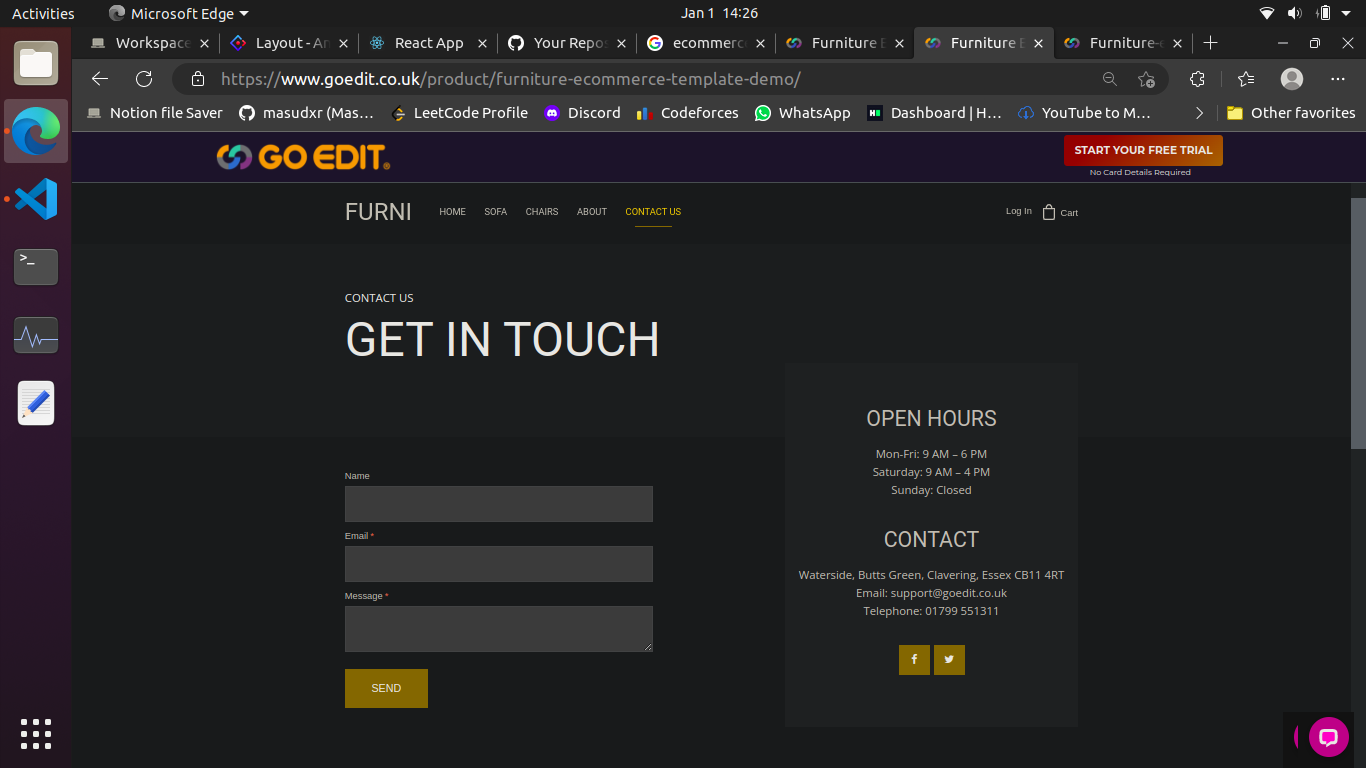 Activities
Microsoft Edge
Jan 1 14:26
Workspace
Layout - An
React App
Your Repos
ecommerc
Furniture E
Furniture E
Furniture-e
https://www.goedit.co.uk/product/furniture-ecommerce-template-demo/
Notion file Saver
masudxr (Mas...
LeetCode Profile
Discord
Codeforces
WhatsApp
Dashboard | H...
YouTube to M...
Other favorites
GO EDIT®
START YOUR FREE TRIAL
No Card Details Required
FURNI
HOME
SOFA
CHAIRS
ABOUT
CONTACT US
Log In
Cart
CONTACT US
GET IN TOUCH
OPEN HOURS
Mon-Fri: 9 AM – 6 PM
Saturday: 9 AM – 4 PM
Sunday: Closed
Name
Email *
Message *
SEND
CONTACT
Waterside, Butts Green, Clavering, Essex CB11 4RT
Email: support@goedit.co.uk
Telephone: 01799 551311